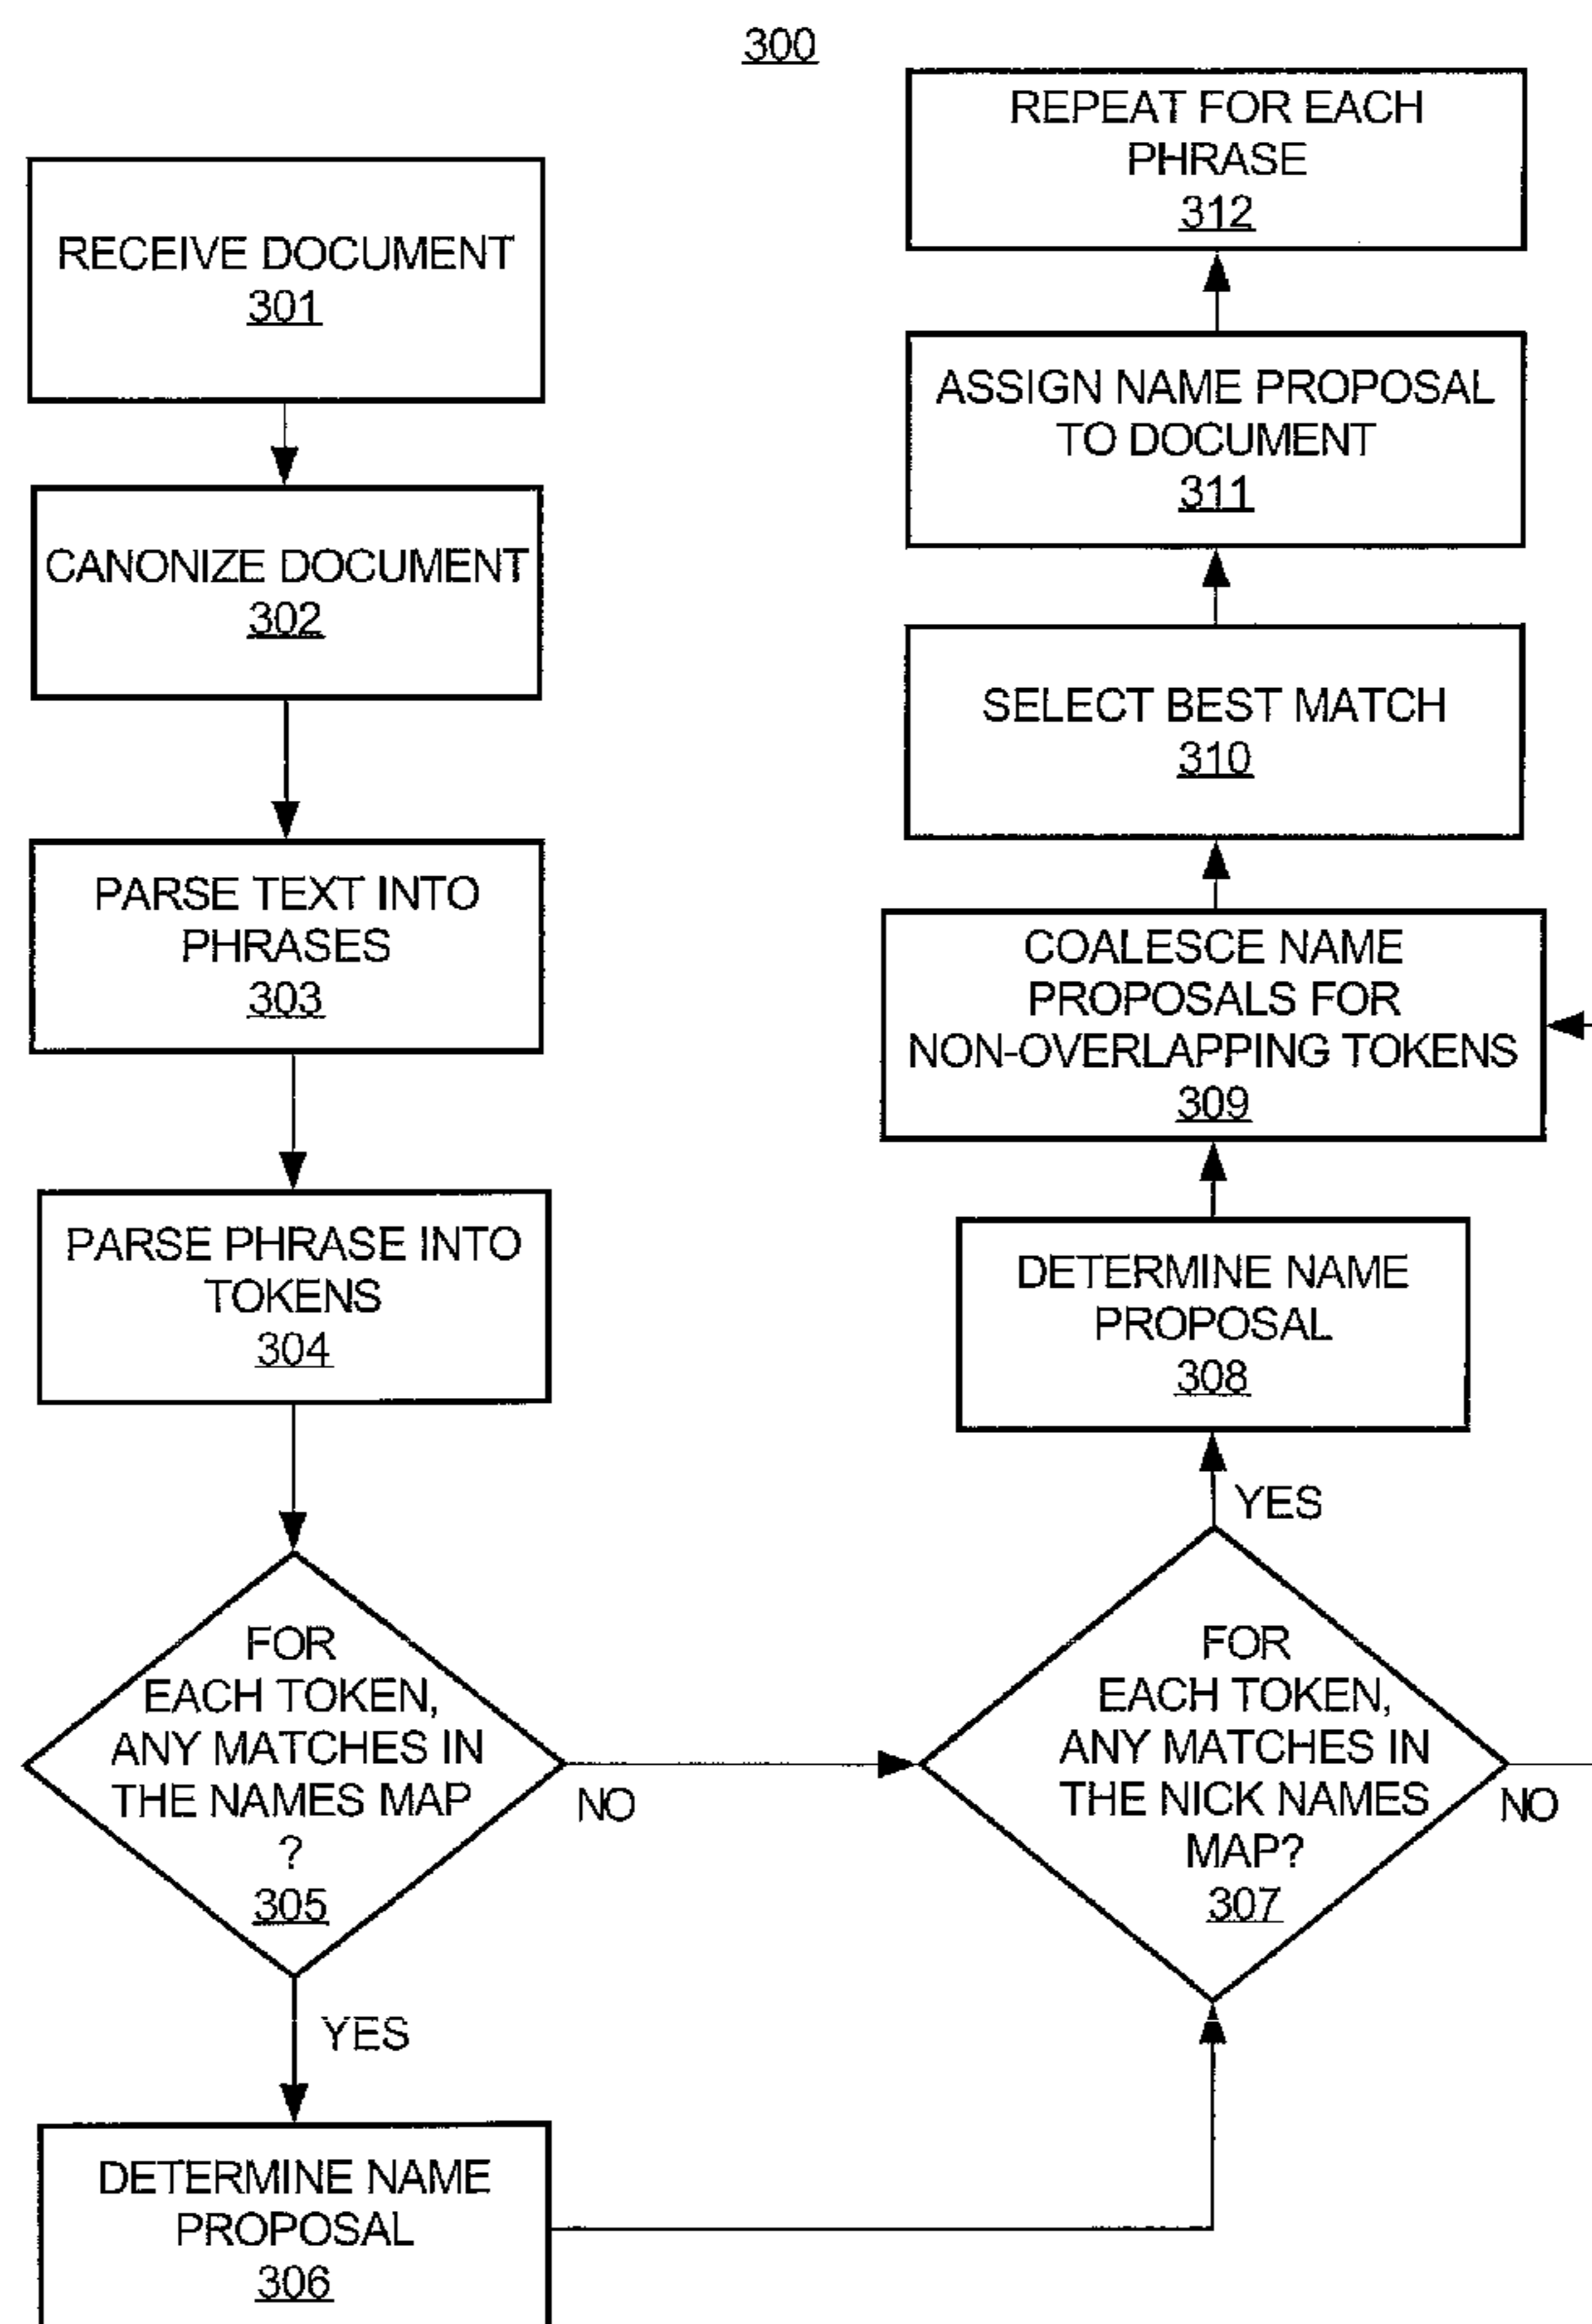 300
RECEIVE DOCUMENT
301
CANONIZE DOCUMENT
302
PARSE TEXT INTO
PHRASES
303
PARSE PHRASE INTO
TOKENS
304
FOR
EACH TOKEN,
ANY MATCHES IN
THE NAMES MAP
?
305
NO
YES
DETERMINE NAME
PROPOSAL
306
FOR
EACH TOKEN,
ANY MATCHES IN
THE NICK NAMES
MAP?
307
NO
YES
DETERMINE NAME
PROPOSAL
308
COALESCE NAME
PROPOSALS FOR
NON-OVERLAPPING TOKENS
309
SELECT BEST MATCH
310
ASSIGN NAME PROPOSAL
TO DOCUMENT
311
REPEAT FOR EACH
PHRASE
312